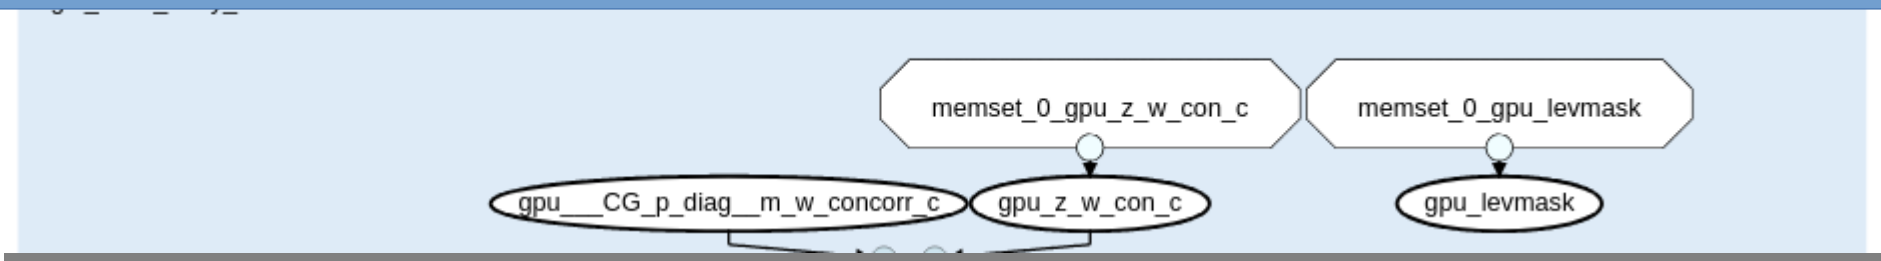 memset_0_gpu_z_w_con_c
memset_0_gpu_levmask
gpu___CG_p_diag__m_w_concorr_c
gpu_z_w_con_c
gpu_levmask